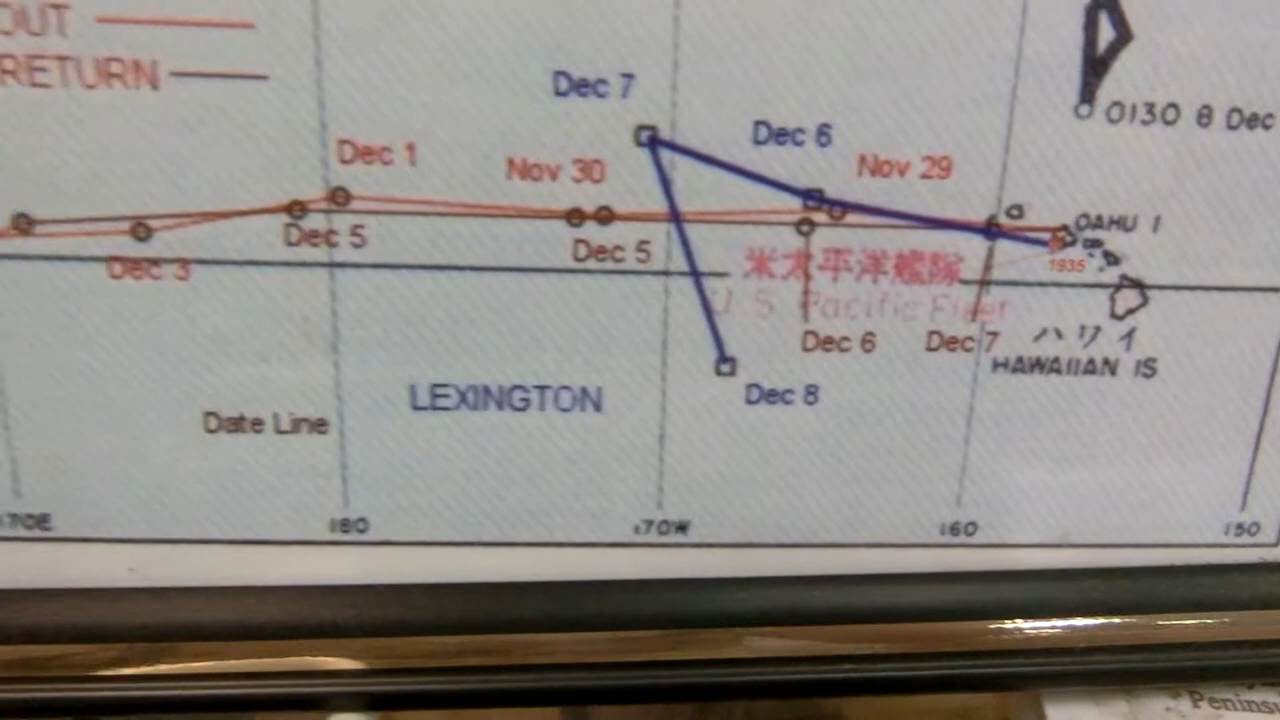 OUT
RETURN
Dec 7
Dec 6
0130 8 Dec
Dec 1
Nov 30
Nov 29
OAHU I
Dec 5
Dec 5
Dec 3
1935
米太平洋艦隊
U.S. Pacific Fleet
Dec 6
Dec 7
ハワイ
HAWAIIAN IS
LEXINGTON
Dec 8
Date Line
170E
180
170W
160
150